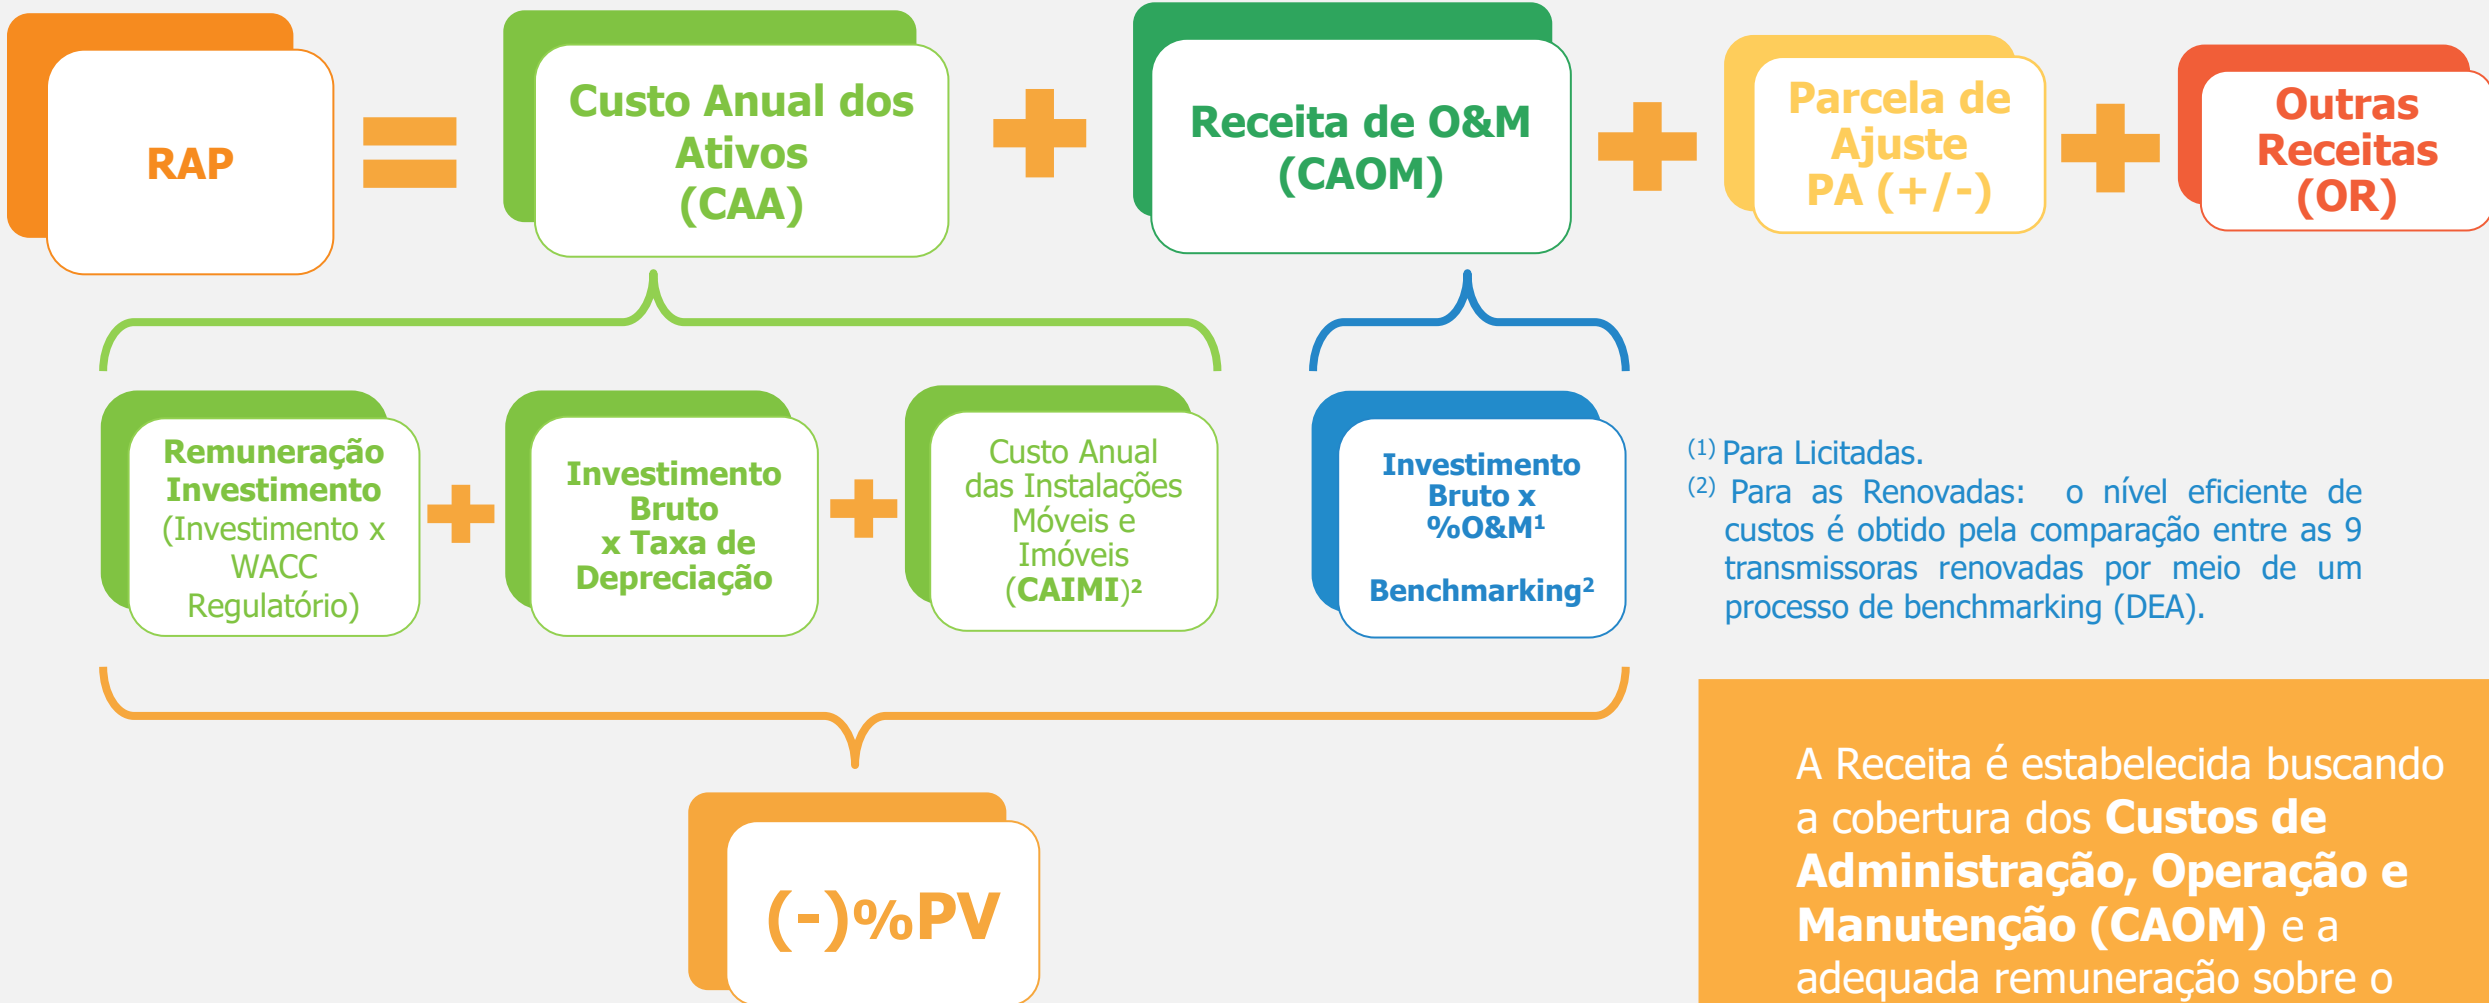 RAP
=
Custo Anual dos
Ativos
(CAA)
+
Receita de O&M
(CAOM)
+
Parcela de
Ajuste
PA (+/-)
+
Outras
Receitas
(OR)
Remuneração
Investimento
(Investimento x
WACC
Regulatório)
+
Investimento
Bruto
x Taxa de
Depreciação
+
Custo Anual
das Instalações
Móveis e
Imóveis
(CAIMI)²
Investimento
Bruto x
%O&M¹
Benchmarking²
(1) Para Licitadas.
(2) Para as Renovadas: o nível eficiente de
custos é obtido pela comparação entre as 9
transmissoras renovadas por meio de um
processo de benchmarking (DEA).
(-)%PV
A Receita é estabelecida buscando
a cobertura dos Custos de
Administração, Operação e
Manutenção (CAOM) e a
adequada remuneração sobre o